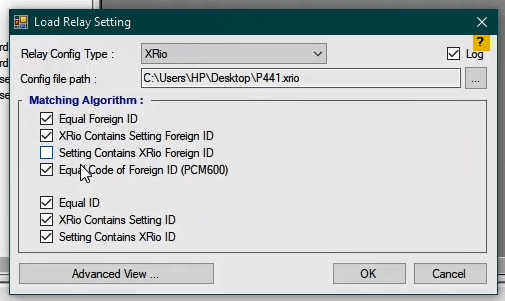 Load Relay Setting
?
Relay Config Type :
XRio
Log
Config file path :
C:\Users\HP\Desktop\P441.xrio
...
Matching Algorithm :
Equal Foreign ID
XRio Contains Setting Foreign ID
Setting Contains XRio Foreign ID
Equal Code of Foreign ID (PCM600)
Equal ID
XRio Contains Setting ID
Setting Contains XRio ID
Advanced View ...
OK
Cancel